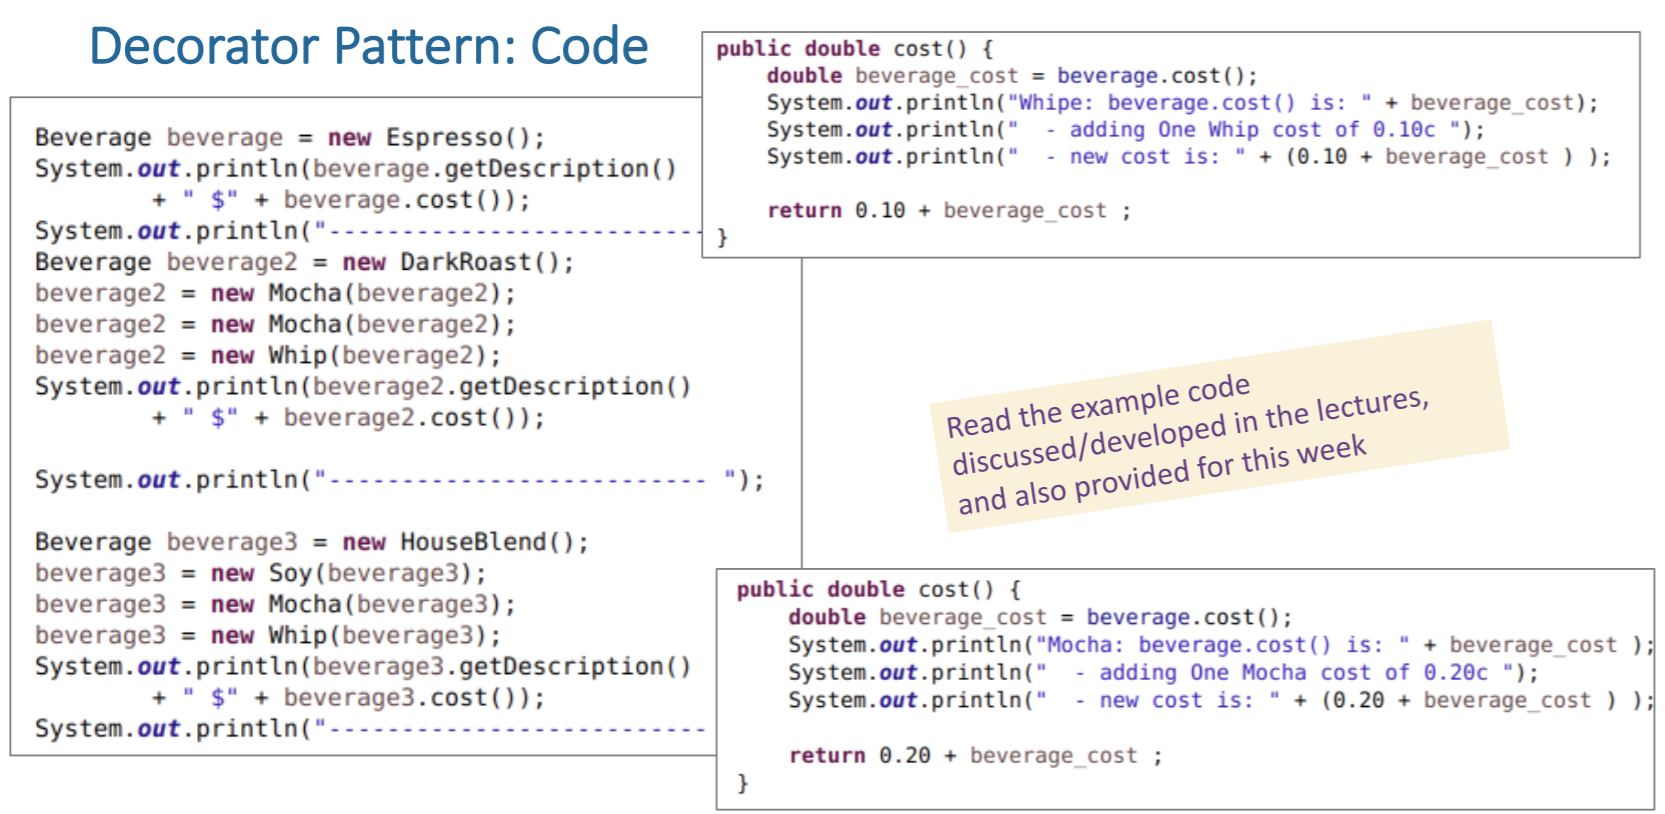 Decorator Pattern: Code
Beverage beverage = new Espresso();
System.out.println(beverage.getDescription()
        + " $" + beverage.cost());
System.out.println("--------------------------
Beverage beverage2 = new DarkRoast();
beverage2 = new Mocha(beverage2);
beverage2 = new Mocha(beverage2);
beverage2 = new Whip(beverage2);
System.out.println(beverage2.getDescription()
        + " $" + beverage2.cost());
System.out.println("-------------------------- ");
Beverage beverage3 = new HouseBlend();
beverage3 = new Soy(beverage3);
beverage3 = new Mocha(beverage3);
beverage3 = new Whip(beverage3);
System.out.println(beverage3.getDescription()
        + " $" + beverage3.cost());
System.out.println("--------------------------
public double cost() {
    double beverage_cost = beverage.cost();
    System.out.println("Whipe: beverage.cost() is: " + beverage_cost);
    System.out.println("  - adding One Whip cost of 0.10c ");
    System.out.println("  - new cost is: " + (0.10 + beverage_cost ) );
    return 0.10 + beverage_cost ;
}
Read the example code
discussed/developed in the lectures,
and also provided for this week
public double cost() {
    double beverage_cost = beverage.cost();
    System.out.println("Mocha: beverage.cost() is: " + beverage_cost );
    System.out.println("  - adding One Mocha cost of 0.20c ");
    System.out.println("  - new cost is: " + (0.20 + beverage_cost ) );
    return 0.20 + beverage_cost ;
}